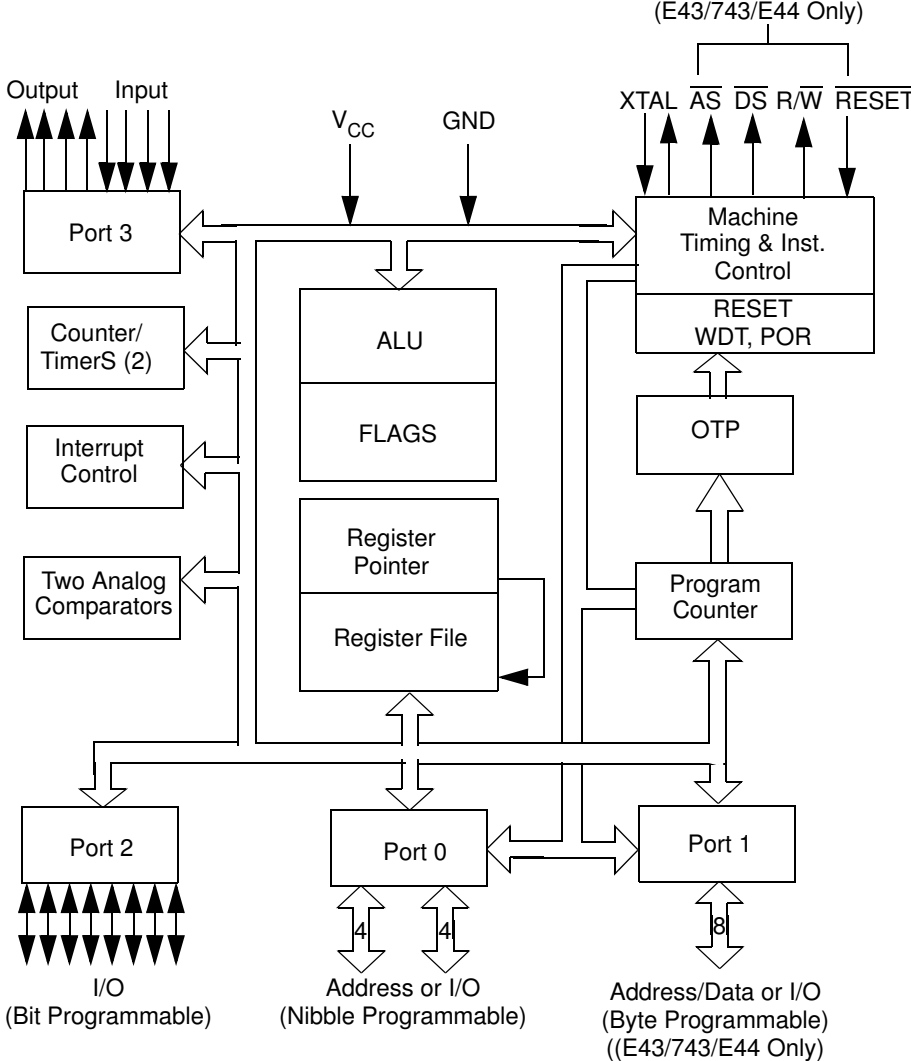 (E43/743/E44 Only)
Output Input
XTAL AS DS R/W RESET
VCC GND
Port 3
Machine
Timing & Inst.
Control
RESET
WDT, POR
Counter/
TimerS (2)
ALU
FLAGS
OTP
Interrupt
Control
Register
Pointer
Register File
Two Analog
Comparators
Program
Counter
Port 2
Port 0
Port 1
4 4 8
I/O
(Bit Programmable)
Address or I/O
(Nibble Programmable)
Address/Data or I/O
(Byte Programmable)
((E43/743/E44 Only)